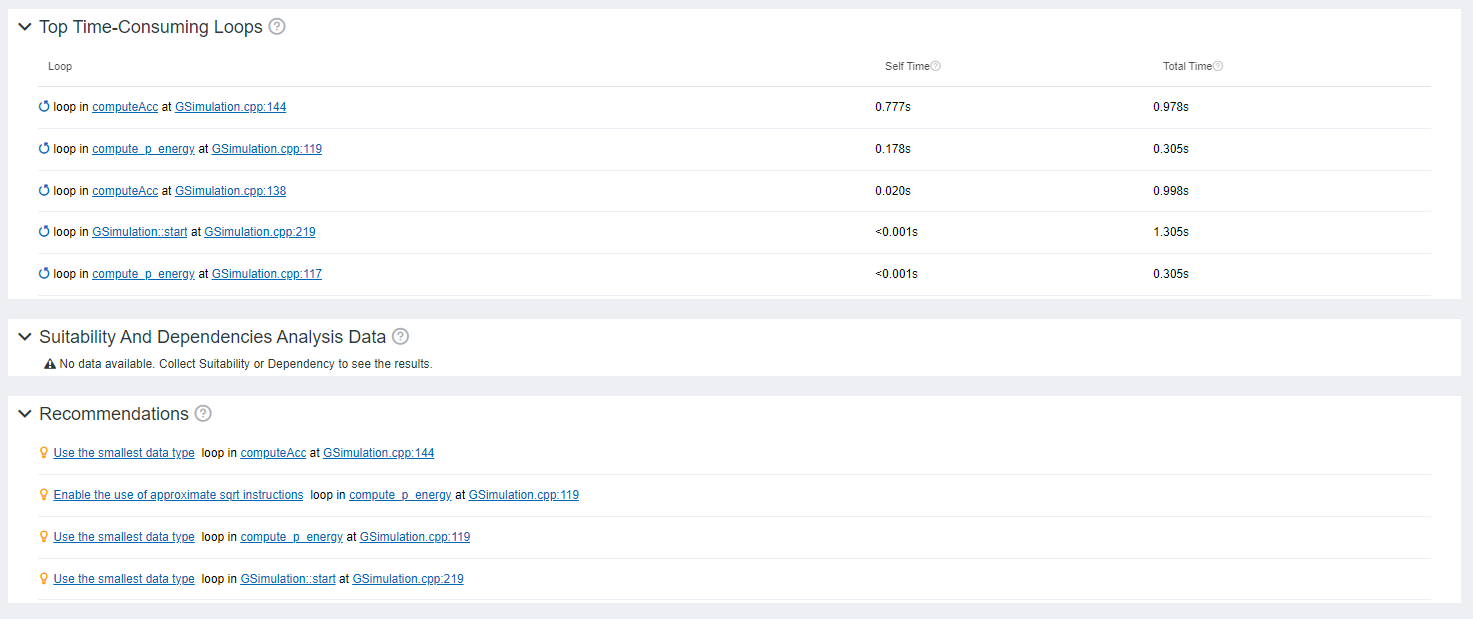 Top Time-Consuming Loops ?
Loop Self Time? Total Time?
loop in computeAcc at GSimulation.cpp:144 0.777s 0.978s
loop in compute_p_energy at GSimulation.cpp:119 0.178s 0.305s
loop in computeAcc at GSimulation.cpp:138 0.020s 0.998s
loop in GSimulation::start at GSimulation.cpp:219 <0.001s 1.305s
loop in compute_p_energy at GSimulation.cpp:117 <0.001s 0.305s
Suitability And Dependencies Analysis Data ?
No data available. Collect Suitability or Dependency to see the results.
Recommendations ?
Use the smallest data type loop in computeAcc at GSimulation.cpp:144
Enable the use of approximate sqrt instructions loop in compute_p_energy at GSimulation.cpp:119
Use the smallest data type loop in compute_p_energy at GSimulation.cpp:119
Use the smallest data type loop in GSimulation::start at GSimulation.cpp:219